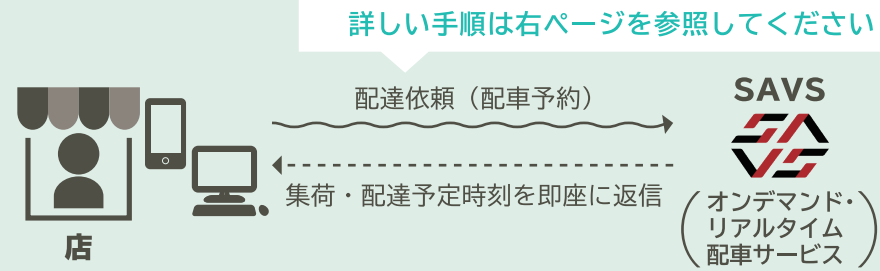 詳しい手順は右ページを参照してください
配達依頼（配車予約）
集荷・配達予定時刻を即座に返信
店
SAVS
SAVS
（オンデマンド・
リアルタイム
配車サービス）